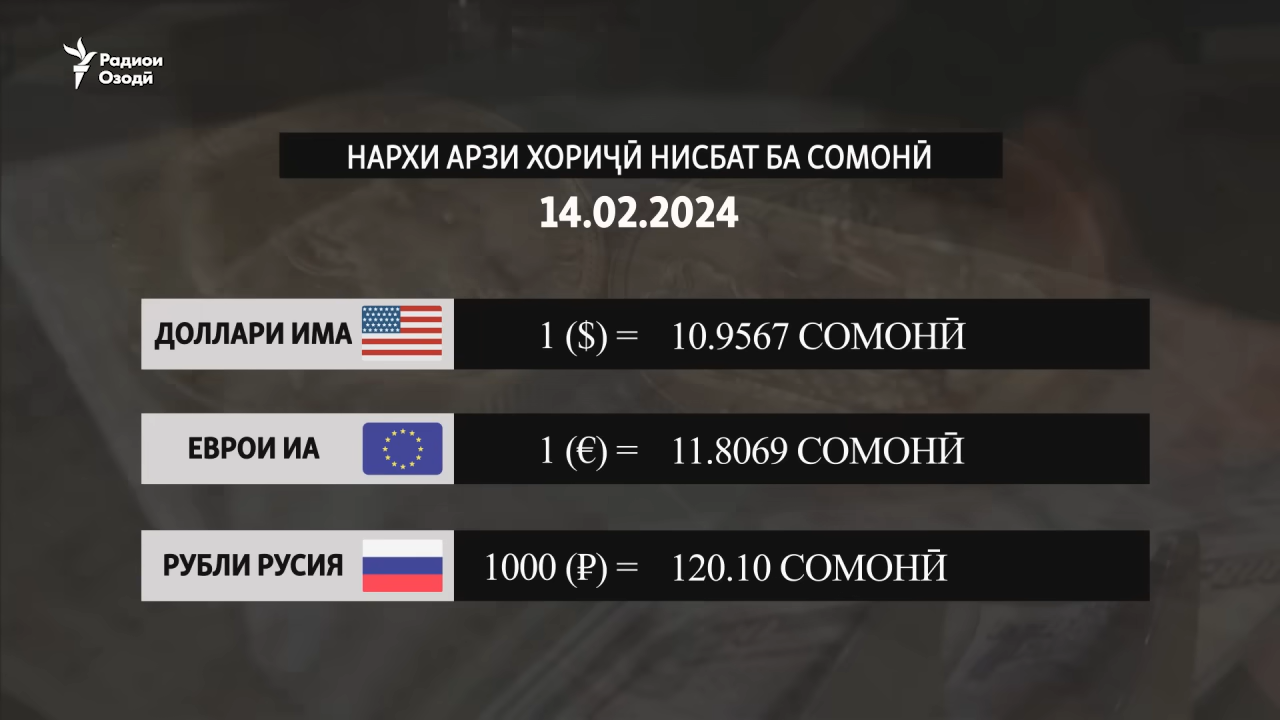 Радиои
Озодӣ
НАРХИ АРЗИ ХОРИҶӢ НИСБАТ БА СОМОНӢ
14.02.2024
ДОЛЛАРИ ИМА 1 ($) = 10.9567 СОМОНӢ
ЕВРОИ ИА 1 (€) = 11.8069 СОМОНӢ
РУБЛИ РУСИЯ 1000 (₽) = 120.10 СОМОНӢ